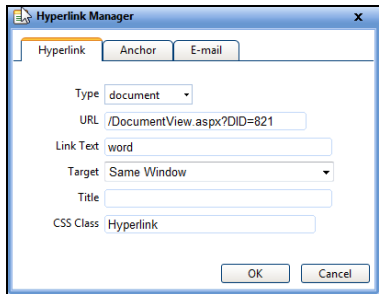 Hyperlink Manager x
Hyperlink Anchor E-mail
Type document
URL /DocumentView.aspx?DID=821
Link Text word
Target Same Window
Title
CSS Class Hyperlink
OK Cancel